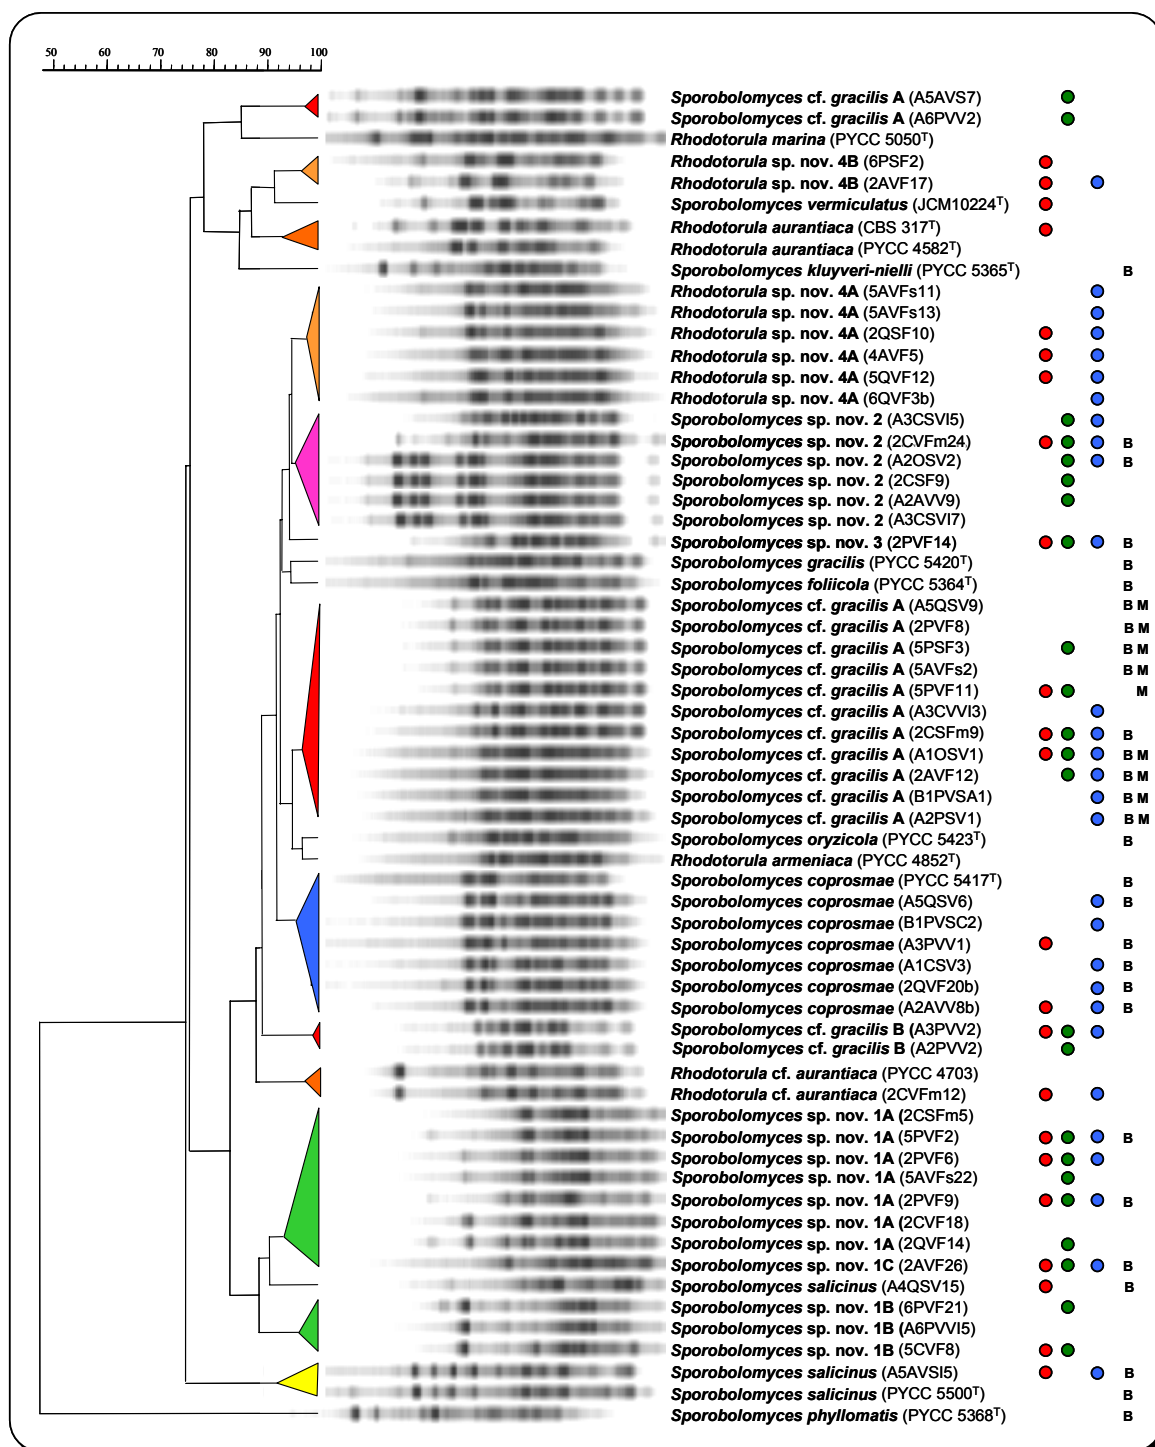 50 60 70 80 90 100
Sporobolomyces cf. gracilis A (A5AVS7)
Sporobolomyces cf. gracilis A (A6PVV2)
Rhodotorula marina (PYCC 5050T)
Rhodotorula sp. nov. 4B (6PSF2)
Rhodotorula sp. nov. 4B (2AVF17)
Sporobolomyces vermiculatus (JCM10224T)
Rhodotorula aurantiaca (CBS 317T)
Rhodotorula aurantiaca (PYCC 4582T)
Sporobolomyces kluyveri-nielli (PYCC 5365T) B
Rhodotorula sp. nov. 4A (5AVFs11)
Rhodotorula sp. nov. 4A (5AVFs13)
Rhodotorula sp. nov. 4A (2QSF10)
Rhodotorula sp. nov. 4A (4AVF5)
Rhodotorula sp. nov. 4A (5QVF12)
Rhodotorula sp. nov. 4A (6QVF3b)
Sporobolomyces sp. nov. 2 (A3CSVI5)
Sporobolomyces sp. nov. 2 (2CVFm24) B
Sporobolomyces sp. nov. 2 (A2OSV2) B
Sporobolomyces sp. nov. 2 (2CSF9)
Sporobolomyces sp. nov. 2 (A2AVV9)
Sporobolomyces sp. nov. 2 (A3CSVI7)
Sporobolomyces sp. nov. 3 (2PVF14) B
Sporobolomyces gracilis (PYCC 5420T) B
Sporobolomyces foliicola (PYCC 5364T) B
Sporobolomyces cf. gracilis A (A5QSV9) B M
Sporobolomyces cf. gracilis A (2PVF8) B M
Sporobolomyces cf. gracilis A (5PSF3) B M
Sporobolomyces cf. gracilis A (5AVFs2) B M
Sporobolomyces cf. gracilis A (5PVF11) M
Sporobolomyces cf. gracilis A (A3CVVI3)
Sporobolomyces cf. gracilis A (2CSFm9) B
Sporobolomyces cf. gracilis A (A1OSV1) B M
Sporobolomyces cf. gracilis A (2AVF12) B M
Sporobolomyces cf. gracilis A (B1PVSA1) B M
Sporobolomyces cf. gracilis A (A2PSV1) B M
Sporobolomyces oryzicola (PYCC 5423T) B
Rhodotorula armeniaca (PYCC 4852T)
Sporobolomyces coprosmae (PYCC 5417T) B
Sporobolomyces coprosmae (A5QSV6) B
Sporobolomyces coprosmae (B1PVSC2)
Sporobolomyces coprosmae (A3PVV1) B
Sporobolomyces coprosmae (A1CSV3) B
Sporobolomyces coprosmae (2QVF20b) B
Sporobolomyces coprosmae (A2AVV8b) B
Sporobolomyces cf. gracilis B (A3PVV2)
Sporobolomyces cf. gracilis B (A2PVV2)
Rhodotorula cf. aurantiaca (PYCC 4703)
Rhodotorula cf. aurantiaca (2CVFm12)
Sporobolomyces sp. nov. 1A (2CSFm5)
Sporobolomyces sp. nov. 1A (5PVF2) B
Sporobolomyces sp. nov. 1A (2PVF6)
Sporobolomyces sp. nov. 1A (5AVFs22)
Sporobolomyces sp. nov. 1A (2PVF9) B
Sporobolomyces sp. nov. 1A (2CVF18)
Sporobolomyces sp. nov. 1A (2QVF14)
Sporobolomyces sp. nov. 1C (2AVF26) B
Sporobolomyces salicinus (A4QSV15) B
Sporobolomyces sp. nov. 1B (6PVF21)
Sporobolomyces sp. nov. 1B (A6PVVI5)
Sporobolomyces sp. nov. 1B (5CVF8)
Sporobolomyces salicinus (A5AVSI5) B
Sporobolomyces salicinus (PYCC 5500T) B
Sporobolomyces phyllomatis (PYCC 5368T) B